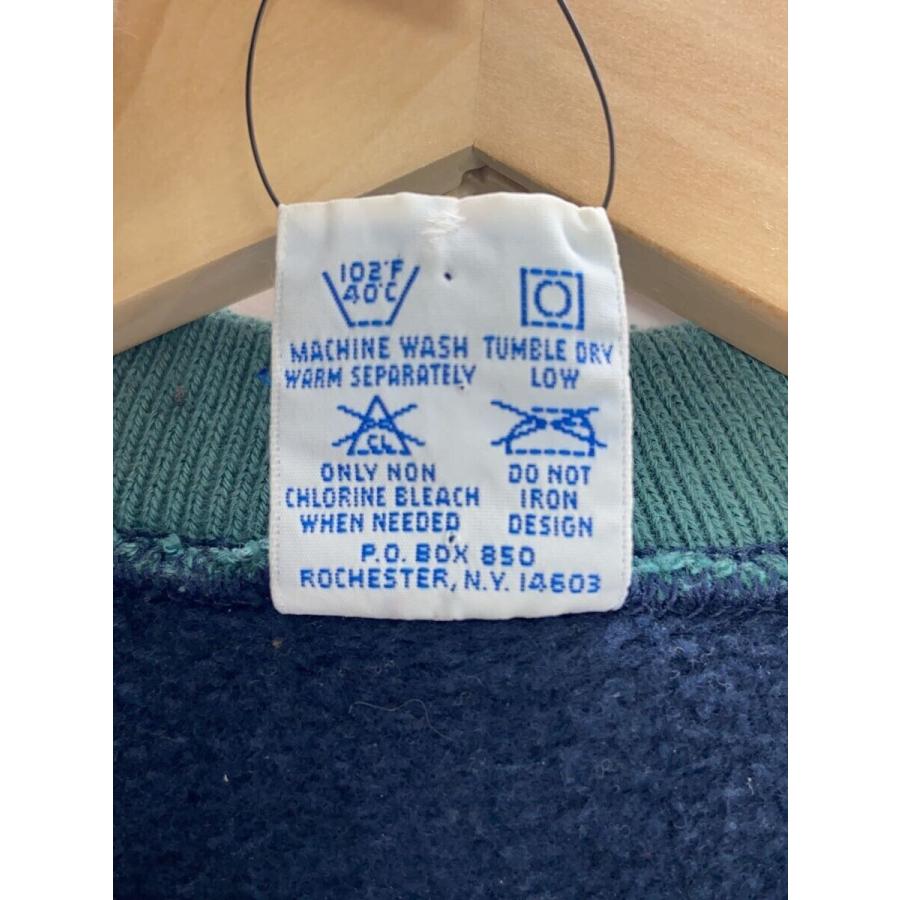 102°F
40°C
MACHINE WASH
WARM SEPARATELY
TUMBLE DRY
LOW
CL
ONLY NON
CHLORINE BLEACH
WHEN NEEDED
DO NOT
IRON
DESIGN
P.O. BOX 850
ROCHESTER, N.Y. 14603